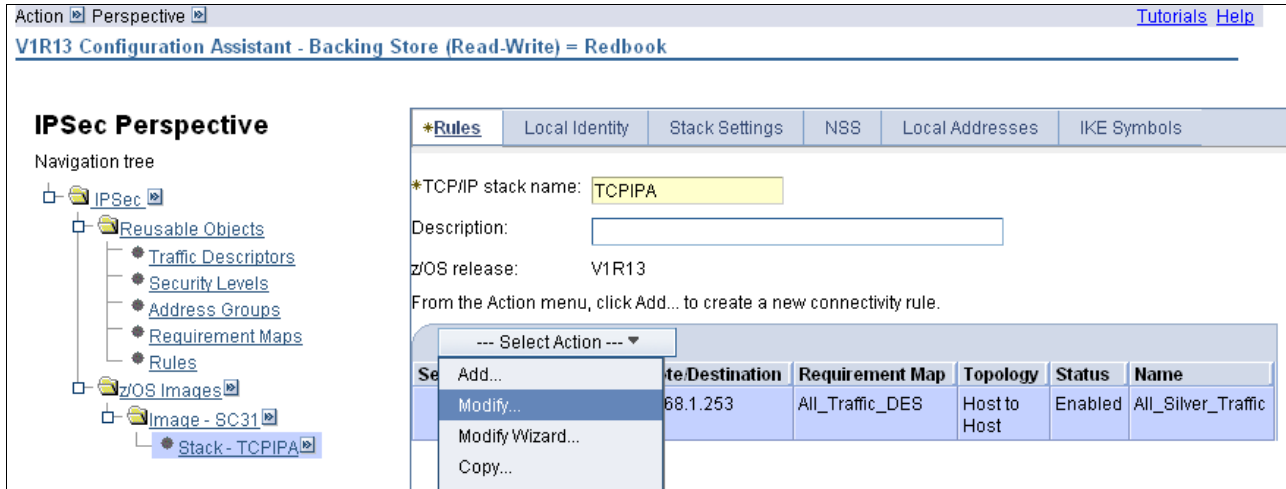 Action Perspective Tutorials Help
V1R13 Configuration Assistant - Backing Store (Read-Write) = Redbook
IPSec Perspective
Navigation tree
IPSec
Reusable Objects
Traffic Descriptors
Security Levels
Address Groups
Requirement Maps
Rules
z/OS Images
Image - SC31
Stack - TCPIPA
*Rules Local Identity Stack Settings NSS Local Addresses IKE Symbols
*TCP/IP stack name: TCPIPA
Description:
z/OS release: V1R13
From the Action menu, click Add... to create a new connectivity rule.
--- Select Action ---
Se te/Destination Requirement Map Topology Status Name
68.1.253 All_Traffic_DES Host to Host Enabled All_Silver_Traffic
Add...
Modify...
Modify Wizard...
Copy...